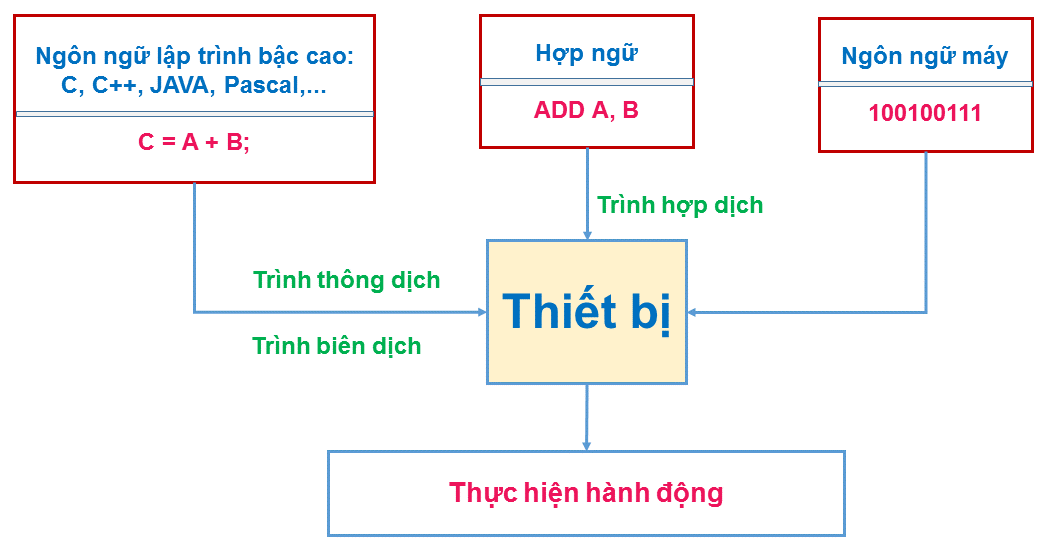 Ngôn ngữ lập trình bậc cao:
C, C++, JAVA, Pascal,...
C = A + B;
Hợp ngữ
ADD A, B
Ngôn ngữ máy
100100111
Trình hợp dịch
Trình thông dịch
Trình biên dịch
Thiết bị
Thực hiện hành động